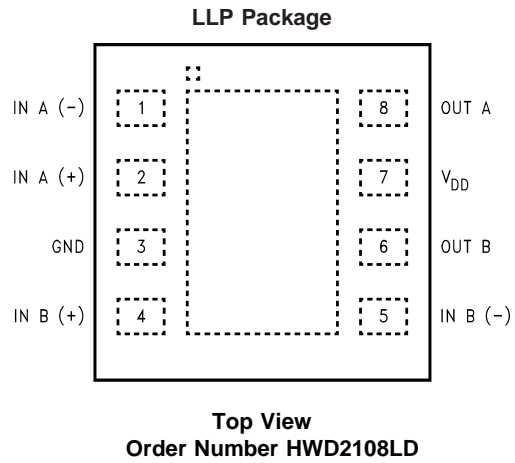 LLP Package
IN A (−) 1 8 OUT A
IN A (+) 2 7 VDD
GND 3 6 OUT B
IN B (+) 4 5 IN B (−)
Top View
Order Number HWD2108LD